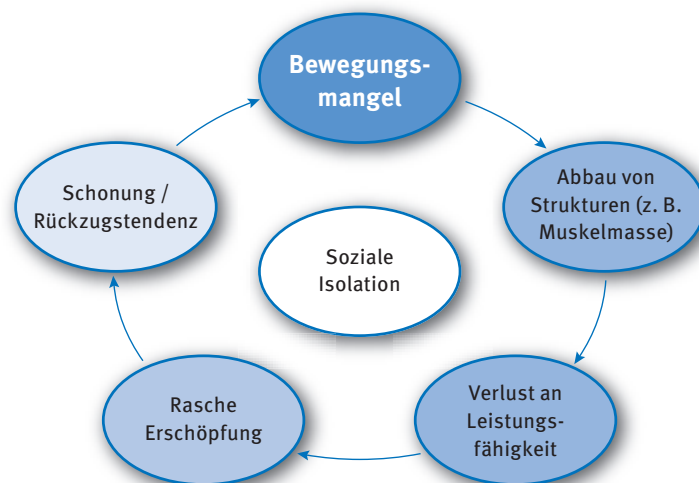 Bewegungs-
mangel
Abbau von
Strukturen (z. B.
Muskelmasse)
Verlust an
Leistungs-
fähigkeit
Rasche
Erschöpfung
Schonung /
Rückzugstendenz
Soziale
Isolation